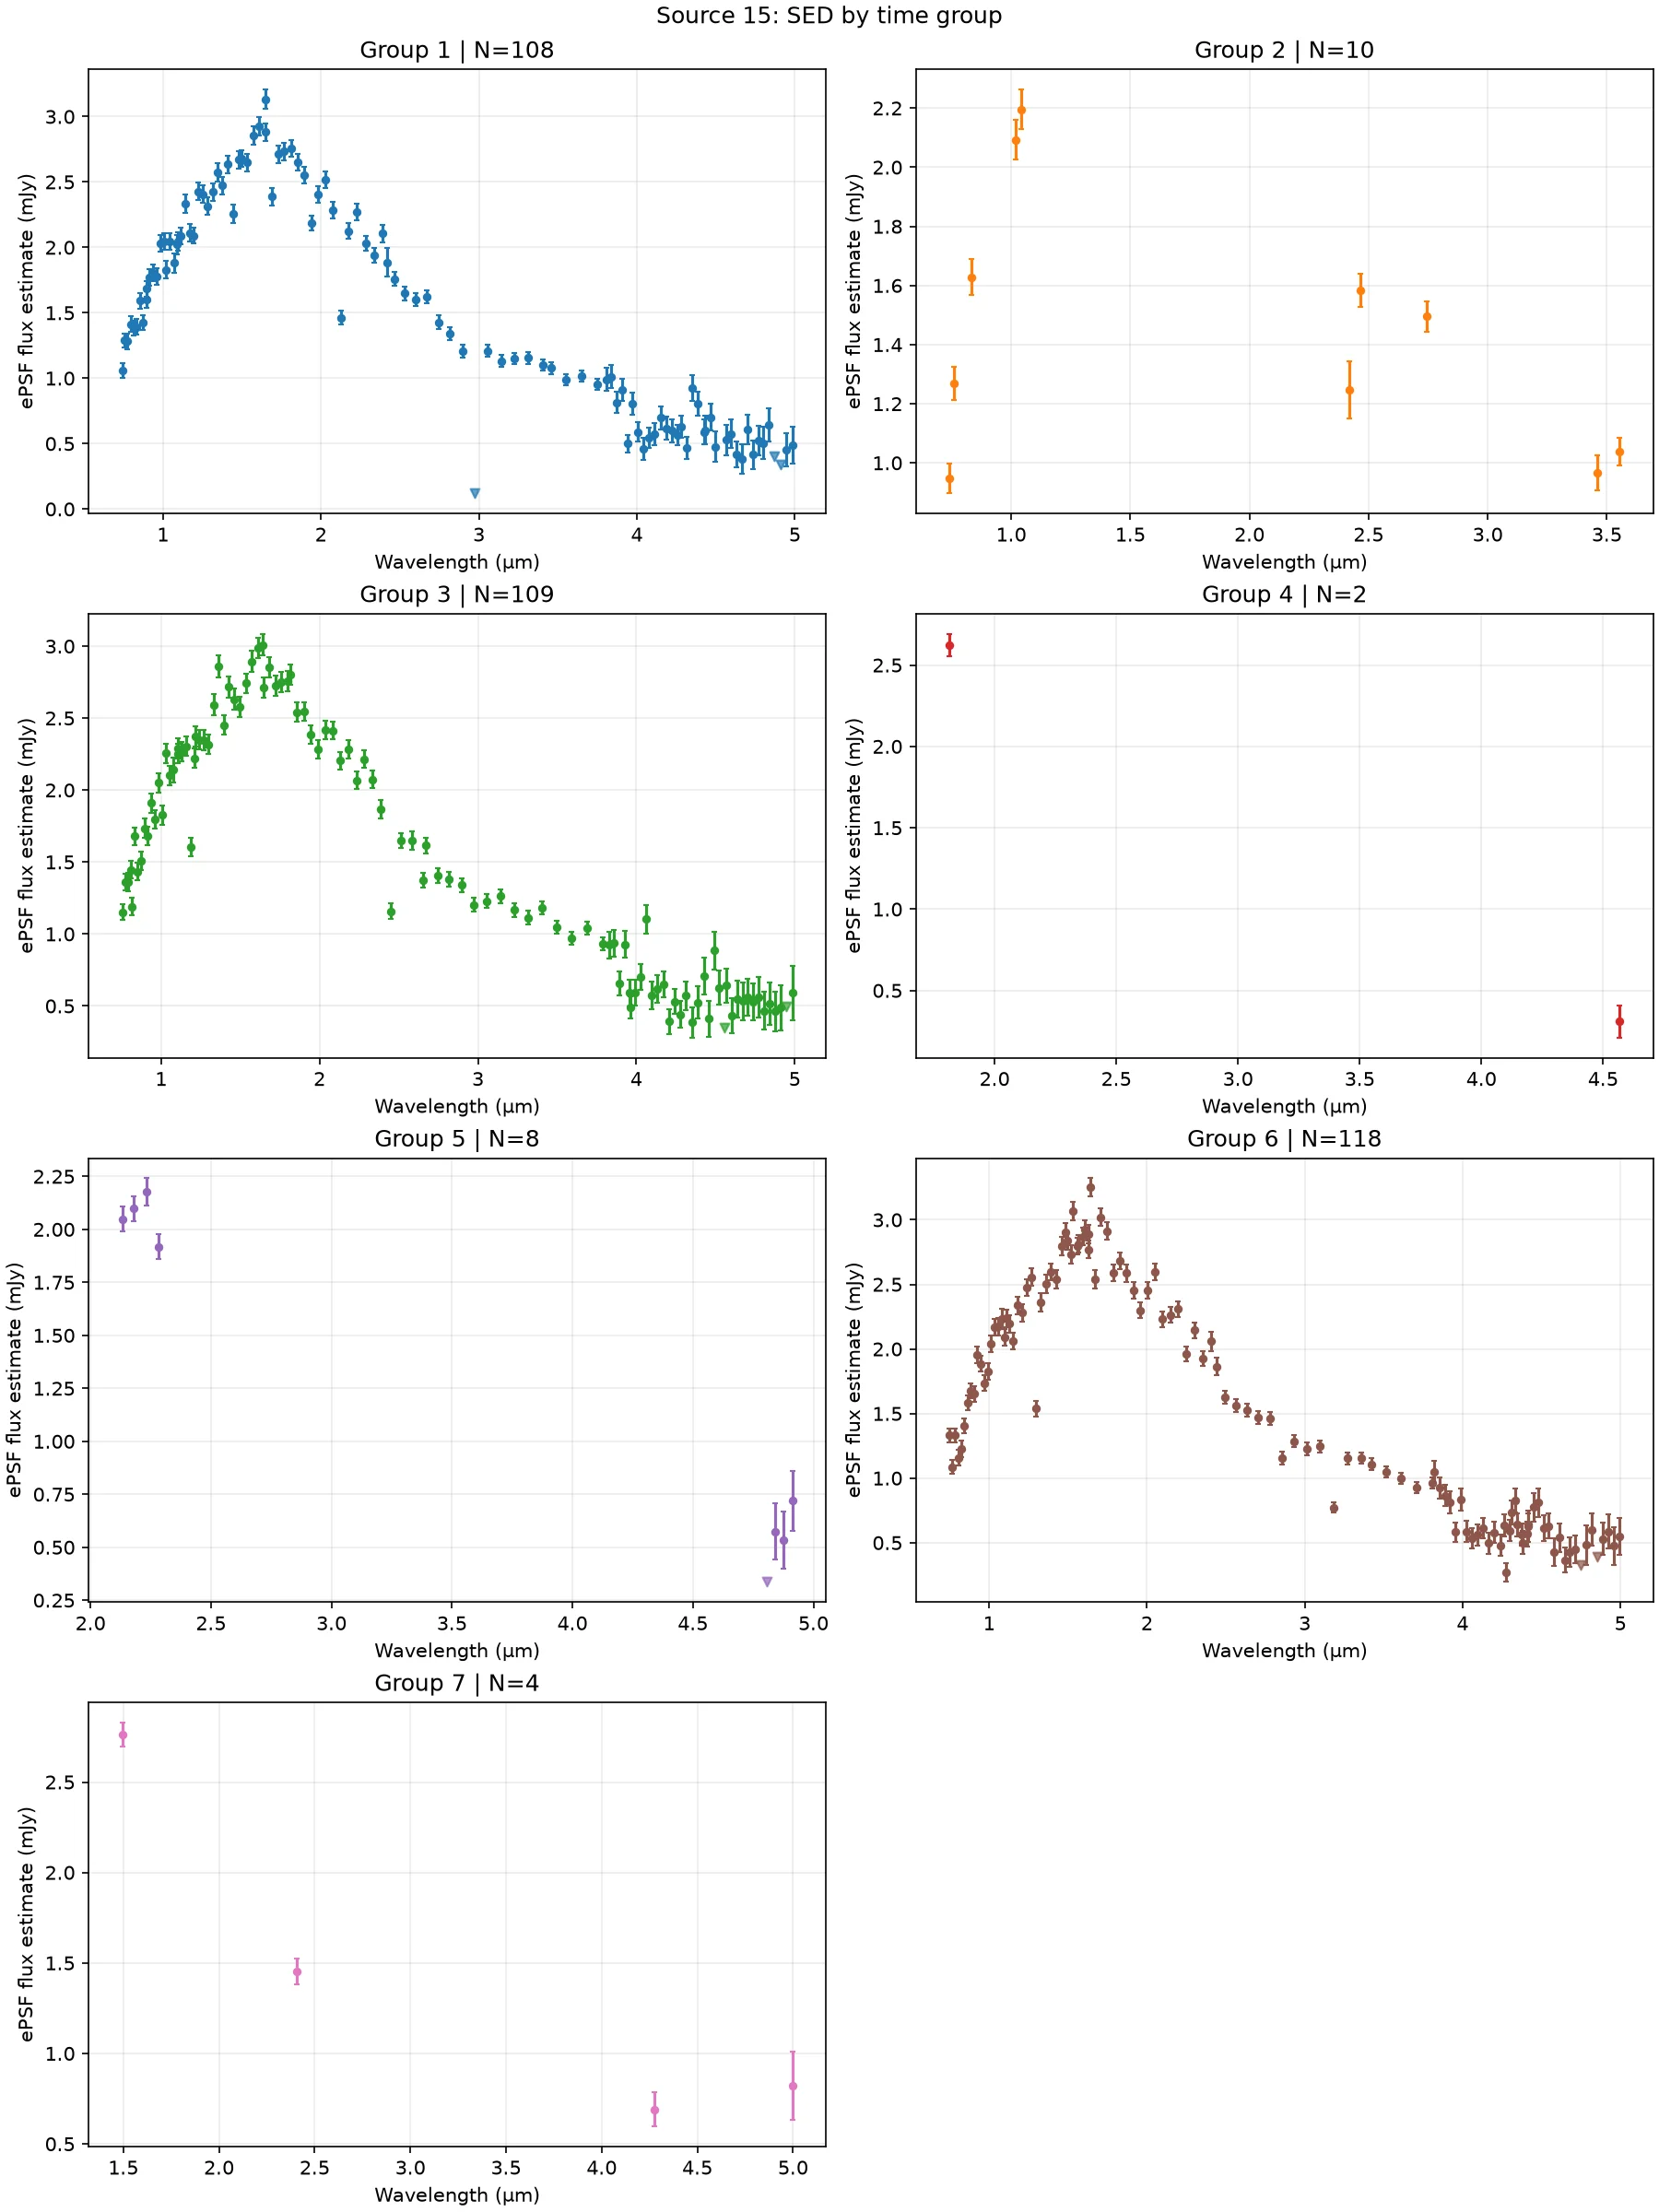 Source 15: SED by time group
Group 1 | N=108
3.0
2.5
2.0
1.5
1.0
0.5
0.0
ePSF flux estimate (mJy)
1 2 3 4 5
Wavelength (μm)
Group 2 | N=10
2.2
2.0
1.8
1.6
1.4
1.2
1.0
ePSF flux estimate (mJy)
1.0 1.5 2.0 2.5 3.0 3.5
Wavelength (μm)
Group 3 | N=109
3.0
2.5
2.0
1.5
1.0
0.5
ePSF flux estimate (mJy)
1 2 3 4 5
Wavelength (μm)
Group 4 | N=2
2.5
2.0
1.5
1.0
0.5
ePSF flux estimate (mJy)
2.0 2.5 3.0 3.5 4.0 4.5
Wavelength (μm)
Group 5 | N=8
2.25
2.00
1.75
1.50
1.25
1.00
0.75
0.50
0.25
ePSF flux estimate (mJy)
2.0 2.5 3.0 3.5 4.0 4.5 5.0
Wavelength (μm)
Group 6 | N=118
3.0
2.5
2.0
1.5
1.0
0.5
ePSF flux estimate (mJy)
1 2 3 4 5
Wavelength (μm)
Group 7 | N=4
2.5
2.0
1.5
1.0
0.5
ePSF flux estimate (mJy)
1.5 2.0 2.5 3.0 3.5 4.0 4.5 5.0
Wavelength (μm)